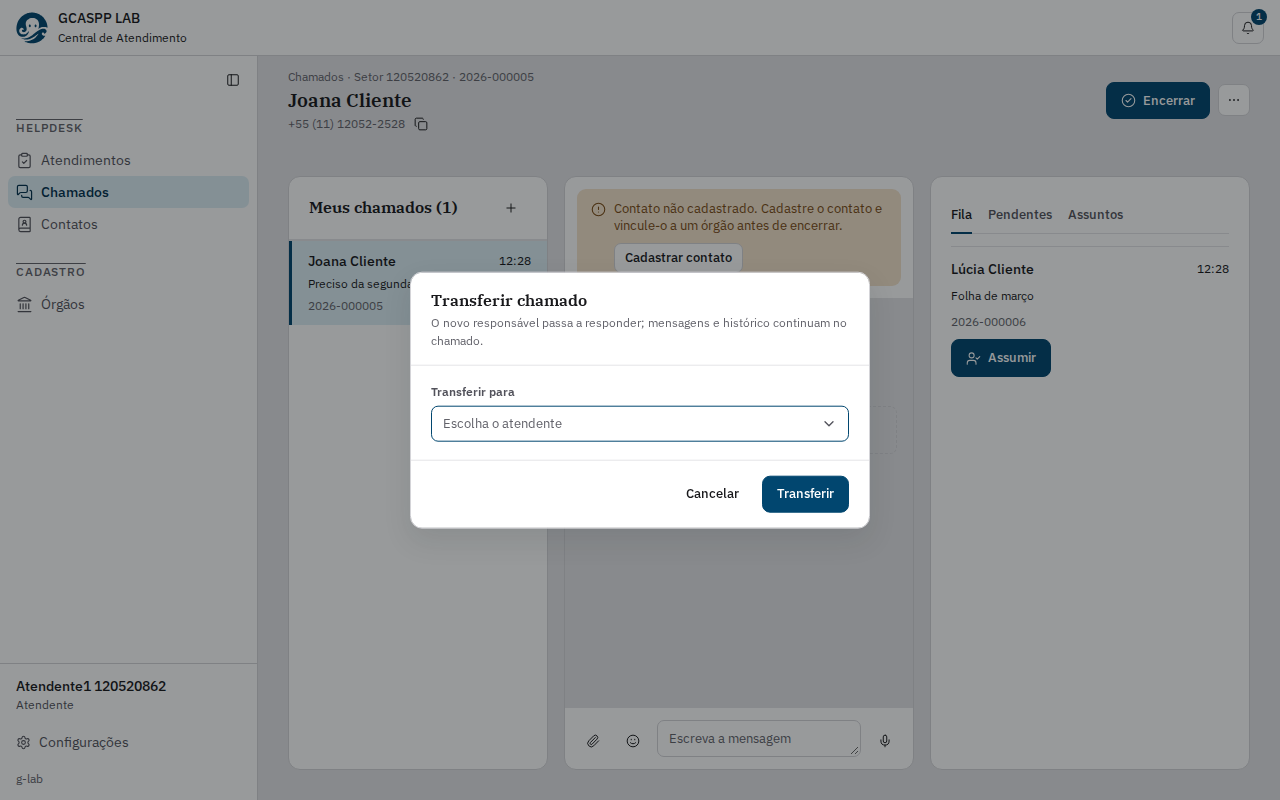 GCASPP LAB
Central de Atendimento
1
HELPDESK
Atendimentos
Chamados
Contatos
CADASTRO
Órgãos
Atendente1 120520862
Atendente
Configurações
g-lab
Chamados · Setor 120520862 · 2026-000005
Joana Cliente
+55 (11) 12052-2528
Encerrar
Meus chamados (1)
Joana Cliente 12:28
Preciso da segunda
2026-000005
Contato não cadastrado. Cadastre o contato e
vincule-o a um órgão antes de encerrar.
Cadastrar contato
Transferir chamado
O novo responsável passa a responder; mensagens e histórico continuam no
chamado.
Transferir para
Escolha o atendente
Cancelar
Transferir
Escreva a mensagem
Fila Pendentes Assuntos
Lúcia Cliente 12:28
Folha de março
2026-000006
Assumir